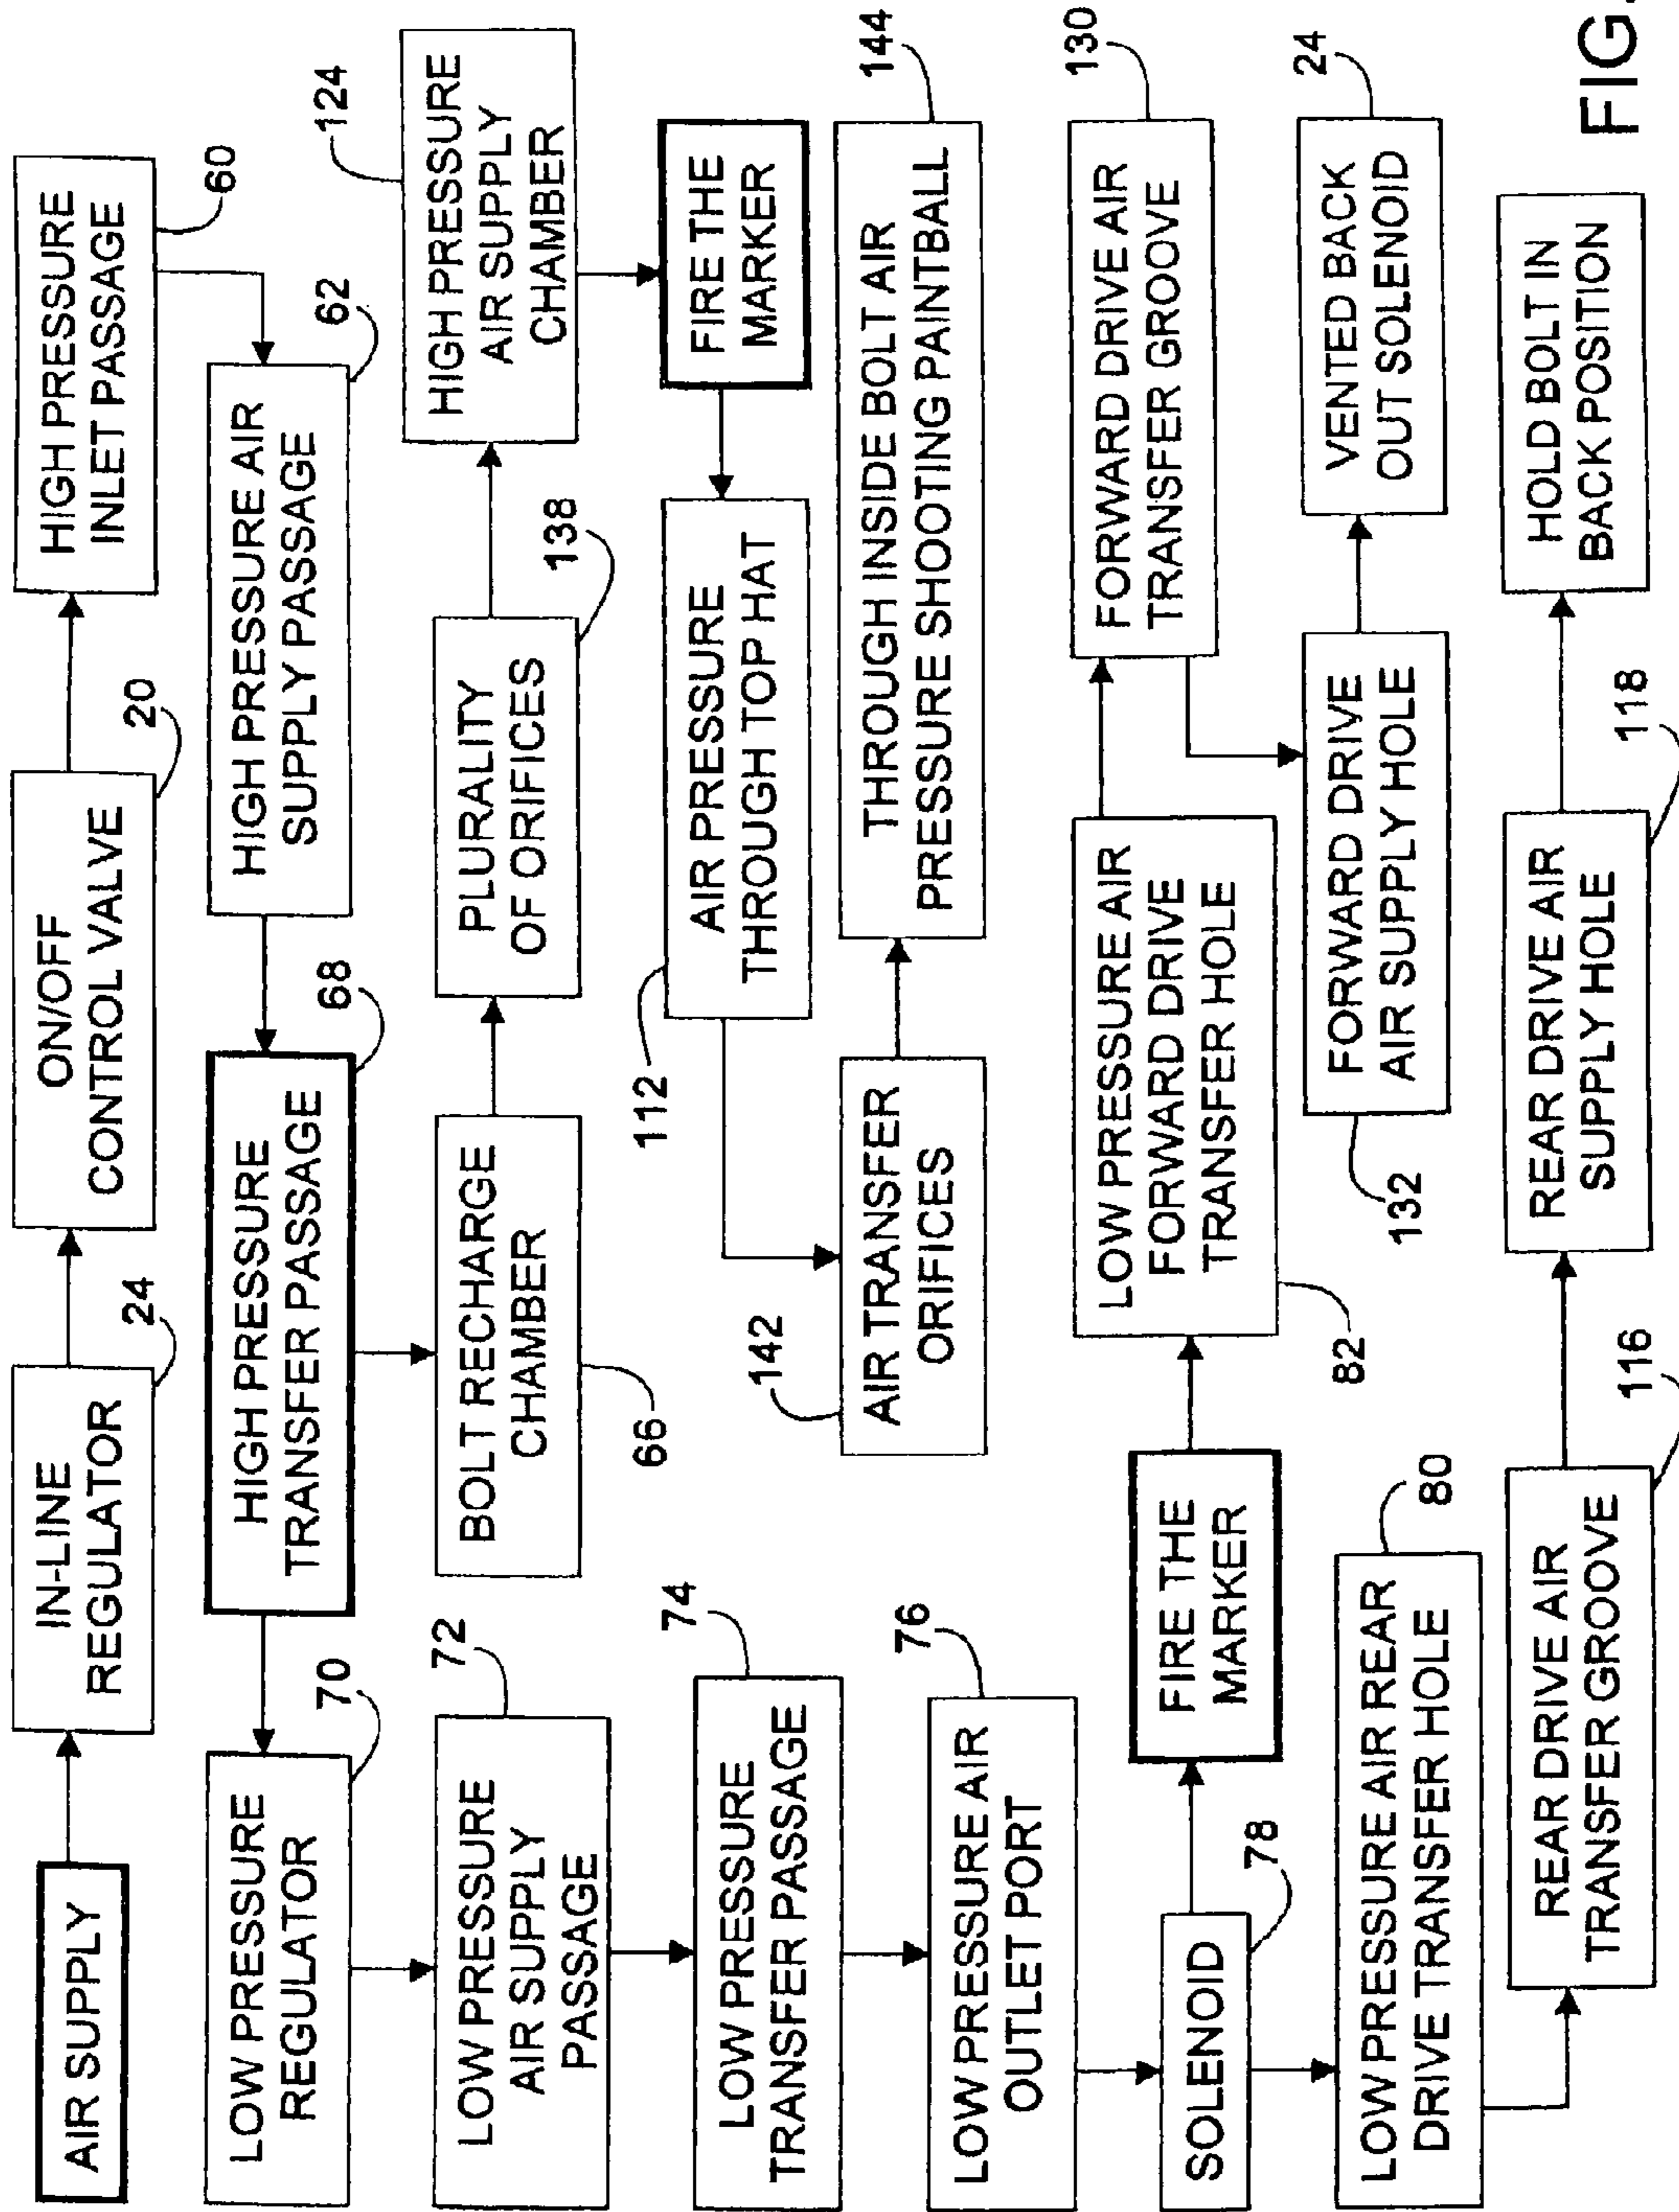 AIR SUPPLY
IN-LINE
REGULATOR
24
ON/OFF
CONTROL VALVE
20
HIGH PRESSURE
INLET PASSAGE
60
HIGH PRESSURE AIR
SUPPLY PASSAGE
62
HIGH PRESSURE
TRANSFER PASSAGE
68
LOW PRESSURE
REGULATOR
70
BOLT RECHARGE
CHAMBER
66
PLURALITY
OF ORIFICES
138
HIGH PRESSURE
AIR SUPPLY
CHAMBER
124
FIRE THE
MARKER
AIR PRESSURE
THROUGH TOP HAT
112
AIR TRANSFER
ORIFICES
142
THROUGH INSIDE BOLT AIR
PRESSURE SHOOTING PAINTBALL
144
LOW PRESSURE
AIR SUPPLY
PASSAGE
72
LOW PRESSURE
TRANSFER PASSAGE
74
LOW PRESSURE AIR
OUTLET PORT
76
SOLENOID
78
FIRE THE
MARKER
LOW PRESSURE AIR
FORWARD DRIVE
TRANSFER HOLE
82
FORWARD DRIVE AIR
TRANSFER GROOVE
130
FORWARD DRIVE
AIR SUPPLY HOLE
132
VENTED BACK
OUT SOLENOID
24
LOW PRESSURE AIR REAR
DRIVE TRANSFER HOLE
80
REAR DRIVE AIR
TRANSFER GROOVE
116
REAR DRIVE AIR
SUPPLY HOLE
118
HOLD BOLT IN
BACK POSITION
FIG.